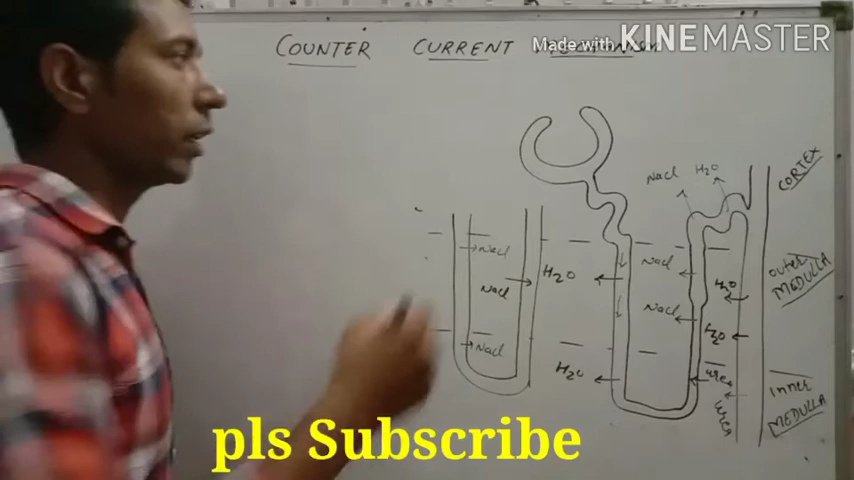 COUNTER CURRENT
Made with KINEMASTER
CORTEX
Nacl H2O
outer
MEDULLA
Nacl
Nacl
H2O
H2O
Nacl
H2O
Nacl
H2O
Nacl
H2O
urea
urea
inner
MEDULLA
pls Subscribe